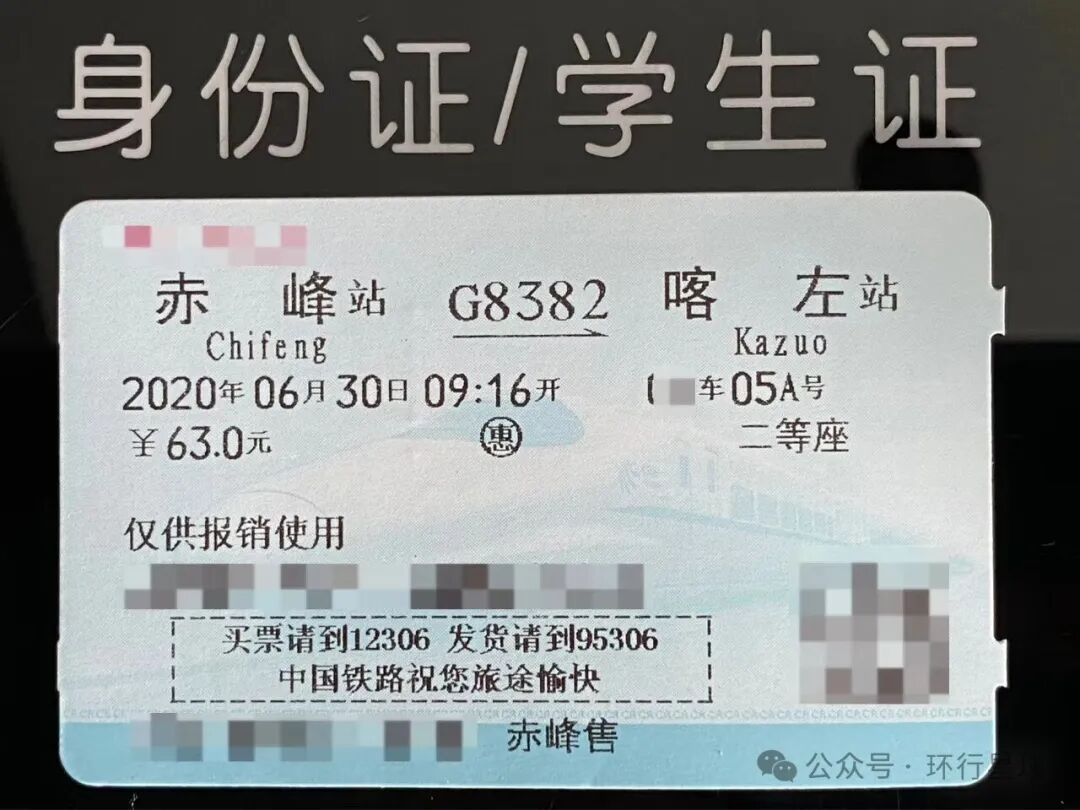 身份证/学生证
赤峰站 G8382 喀左站
Chifeng Kazuo
2020年06月30日 09:16开 车05A号
￥63.0元 惠 二等座
仅供报销使用
买票请到12306 发货请到95306
中国铁路祝您旅途愉快
赤峰售
公众号·环行